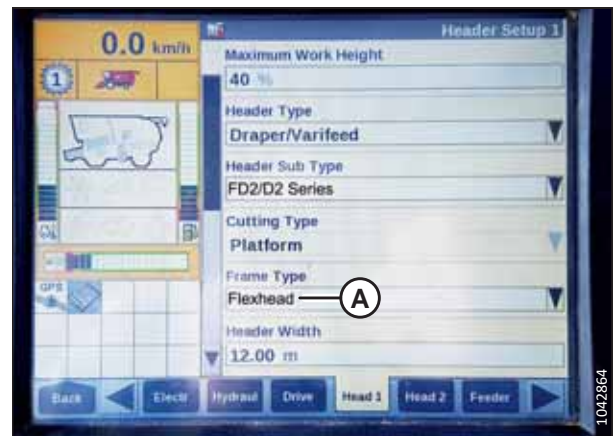 0.0 km/h
1
GPS
Header Setup 1
Maximum Work Height
40 %
Header Type
Draper/Varifeed
Header Sub Type
FD2/D2 Series
Cutting Type
Platform
Frame Type
Flexhead
A
Header Width
12.00 m
Back
Electr
Hydraul
Drive
Head 1
Head 2
Feeder
1042864